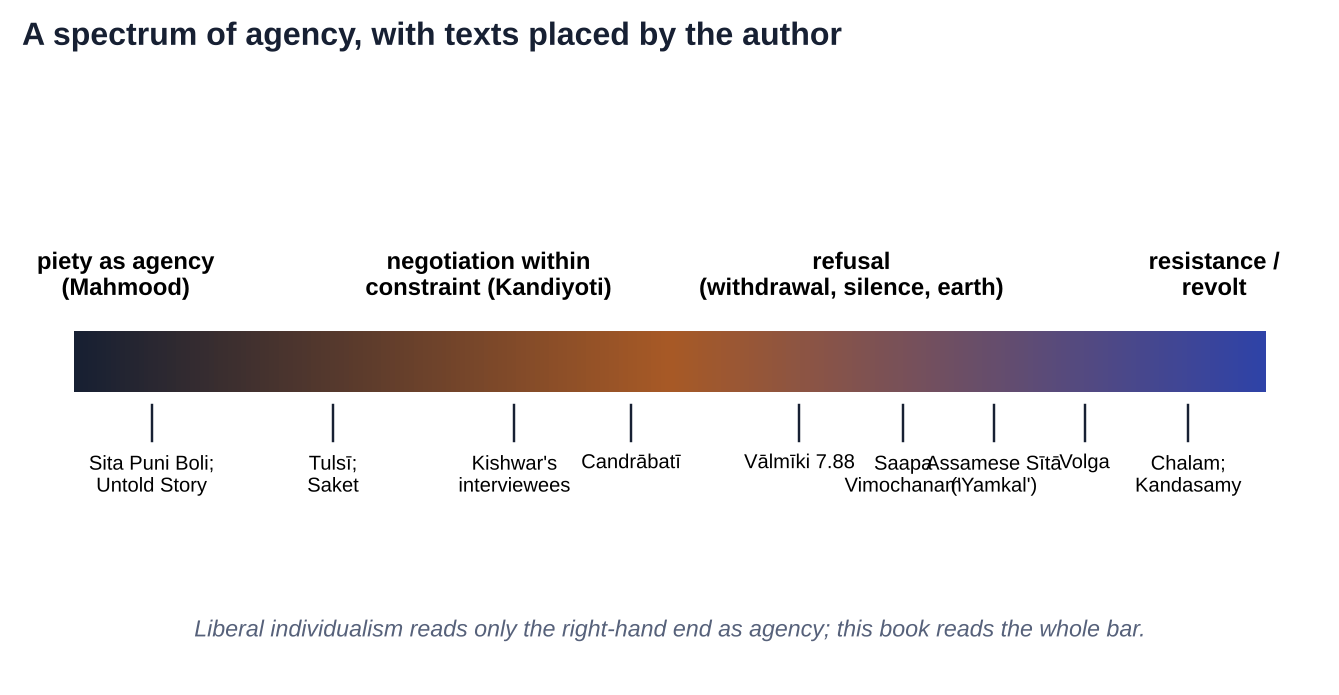 A spectrum of agency, with texts placed by the author
piety as agency
(Mahmood)
negotiation within
constraint (Kandiyoti)
refusal
(withdrawal, silence, earth)
resistance /
revolt
Sita Puni Boli;
Untold Story
Tulsī;
Saket
Kishwar's
interviewees
Candrābatī
Vālmīki 7.88
Saapa
Vimochanam
Assamese Sītā
('Yamkal')
Volga
Chalam;
Kandasamy
Liberal individualism reads only the right-hand end as agency; this book reads the whole bar.